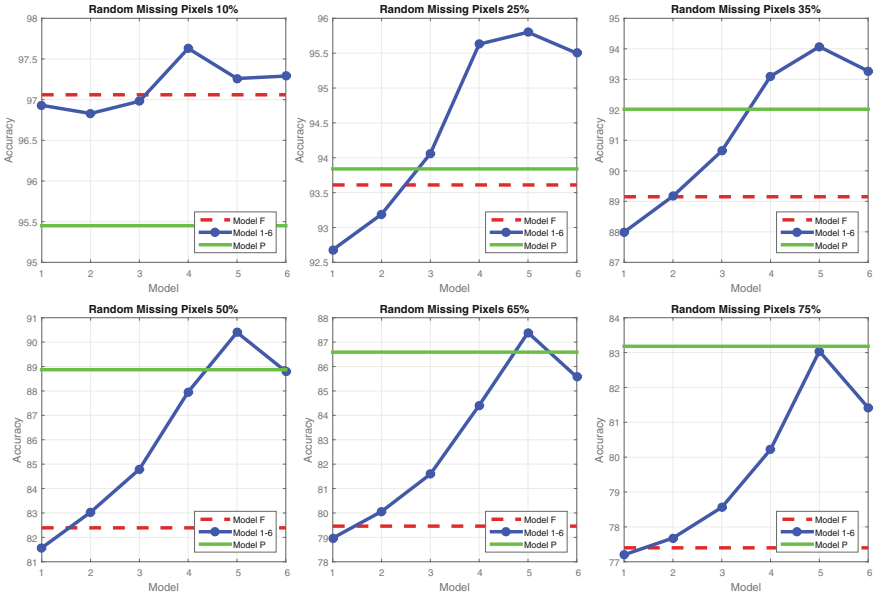 Random Missing Pixels 10%
98
97.5
97
96.5
96
95.5
95
Accuracy
1 2 3 4 5 6
Model
Model F
Model 1-6
Model P
Random Missing Pixels 25%
96
95.5
95
94.5
94
93.5
93
92.5
Accuracy
1 2 3 4 5 6
Model
Model F
Model 1-6
Model P
Random Missing Pixels 35%
95
94
93
92
91
90
89
88
87
Accuracy
1 2 3 4 5 6
Model
Model F
Model 1-6
Model P
Random Missing Pixels 50%
91
90
89
88
87
86
85
84
83
82
81
Accuracy
1 2 3 4 5 6
Model
Model F
Model 1-6
Model P
Random Missing Pixels 65%
88
87
86
85
84
83
82
81
80
79
78
Accuracy
1 2 3 4 5 6
Model
Model F
Model 1-6
Model P
Random Missing Pixels 75%
84
83
82
81
80
79
78
77
Accuracy
1 2 3 4 5 6
Model
Model F
Model 1-6
Model P